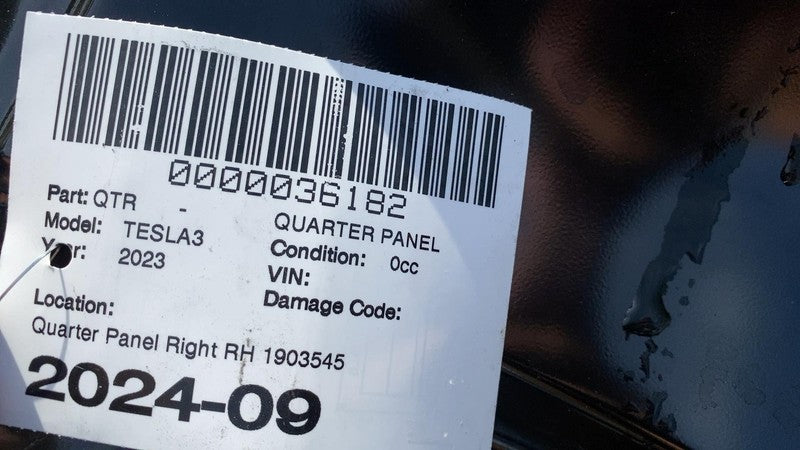 0000036182
Part: QTR - QUARTER PANEL
Model: TESLA3 Condition: 0cc
Year: 2023 VIN:
Damage Code:
Location:
Quarter Panel Right RH 1903545
2024-09